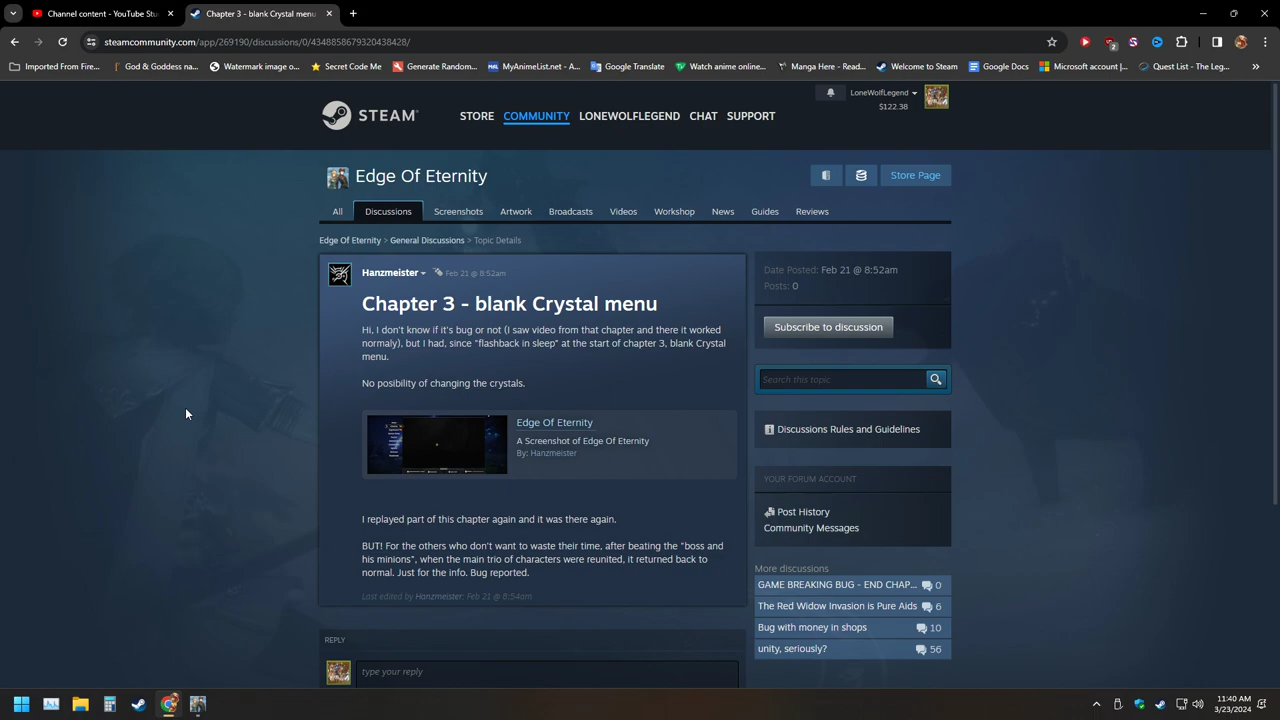 Channel content - YouTube Stu
Chapter 3 - blank Crystal menu
steamcommunity.com/app/269190/discussions/0/4348858679320438428/
Imported From Fire...
God & Goddess na...
Watermark image o...
Secret Code Me
Generate Random...
MyAnimeList.net - A...
Google Translate
Watch anime online...
Manga Here - Read...
Welcome to Steam
Google Docs
Microsoft account |...
Quest List - The Leg...
2
LoneWolfLegend
$122.38
STEAM
STORE
COMMUNITY
LONEWOLFLEGEND
CHAT
SUPPORT
Edge Of Eternity
Store Page
All
Discussions
Screenshots
Artwork
Broadcasts
Videos
Workshop
News
Guides
Reviews
Edge Of Eternity > General Discussions > Topic Details
Hanzmeister
Feb 21 @ 8:52am
Chapter 3 - blank Crystal menu
Hi, I don't know if it's bug or not (I saw video from that chapter and there it worked
normaly), but I had, since "flashback in sleep" at the start of chapter 3, blank Crystal
menu.
No posibility of changing the crystals.
Edge Of Eternity
A Screenshot of Edge Of Eternity
By: Hanzmeister
I replayed part of this chapter again and it was there again.
BUT! For the others who don't want to waste their time, after beating the "boss and
his minions", when the main trio of characters were reunited, it returned back to
normal. Just for the info. Bug reported.
Last edited by Hanzmeister; Feb 21 @ 8:54am
REPLY
type your reply
Date Posted: Feb 21 @ 8:52am
Posts: 0
Subscribe to discussion
Search this topic
Discussions Rules and Guidelines
YOUR FORUM ACCOUNT
Post History
Community Messages
More discussions
GAME BREAKING BUG - END CHAP... 0
The Red Widow Invasion is Pure Aids 6
Bug with money in shops 10
unity, seriously? 56
11:40 AM
3/23/2024